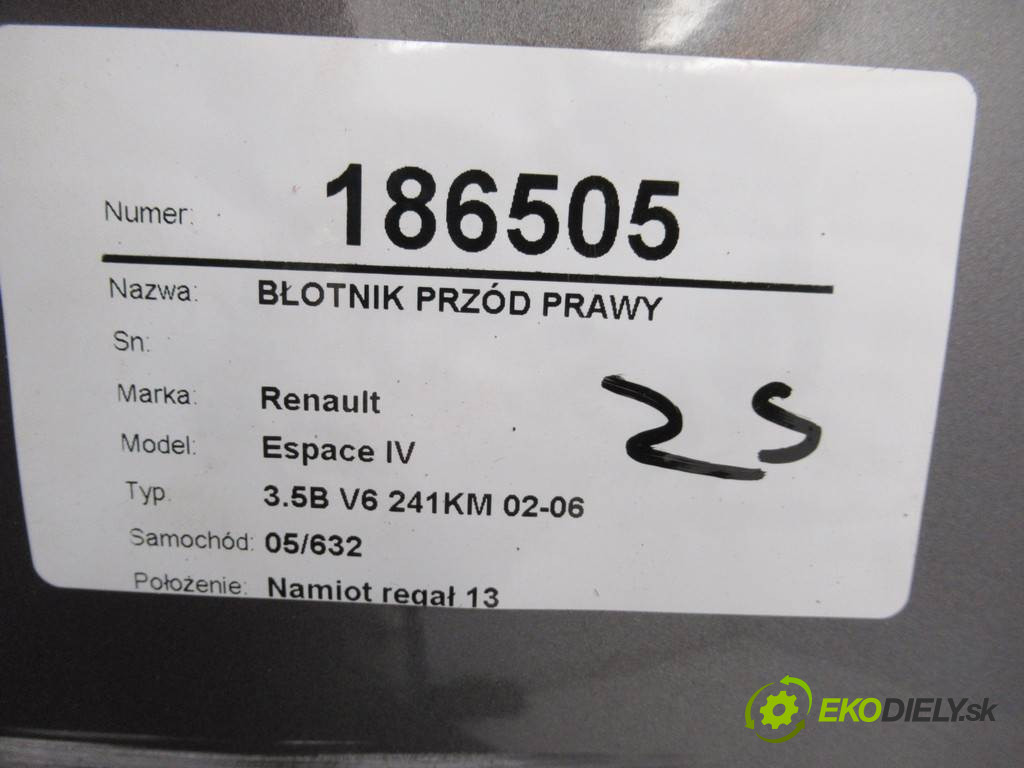 Numer: 186505
Nazwa: BŁOTNIK PRZÓD PRAWY
Sn:
Marka: Renault
Model: Espace IV
Typ: 3.5B V6 241KM 02-06
Samochód: 05/632
Położenie: Namiot regał 13
25
EKODIELY.sk